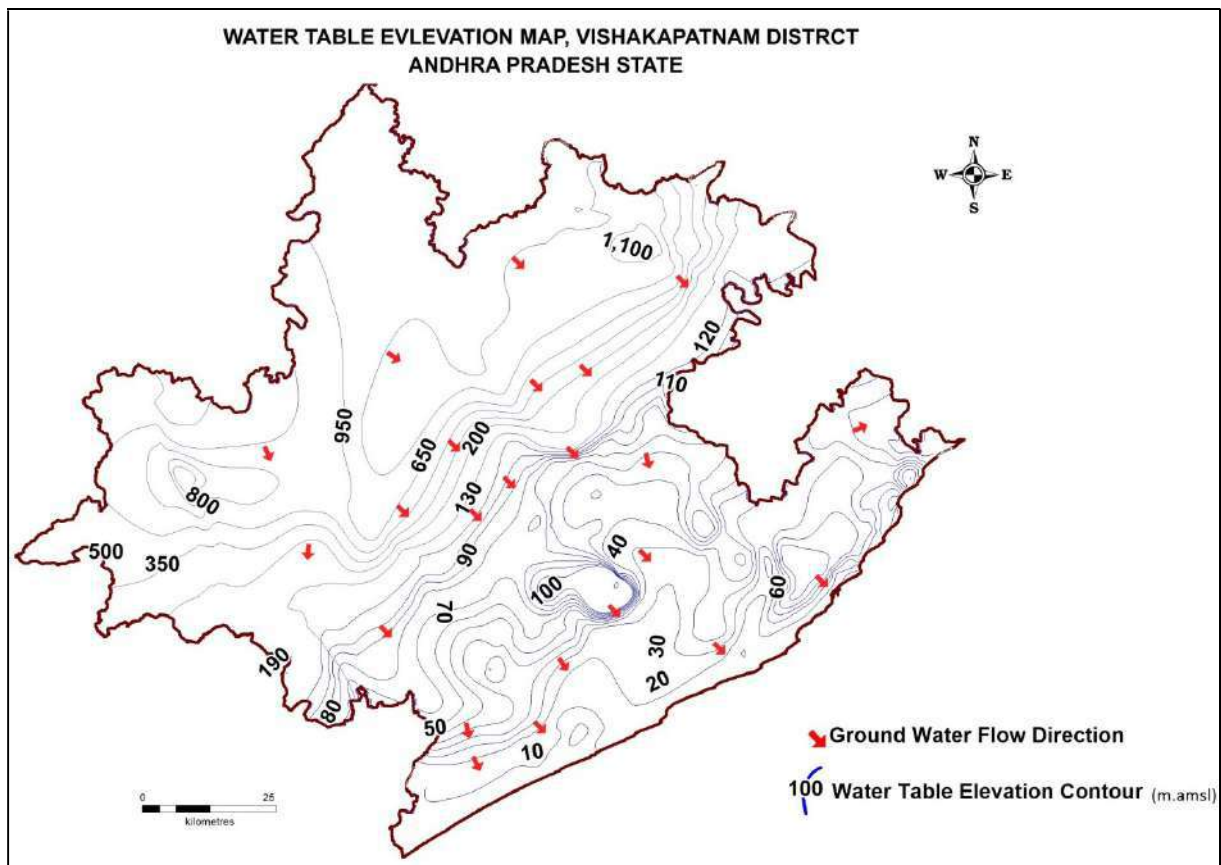 WATER TABLE EVLEVATION MAP, VISHAKAPATNAM DISTRCT
ANDHRA PRADESH STATE
N
W E
S
1,100
120
110
950
650
200
800
130
500
350
90
40
100
60
70
190
30
20
80
50
10
Ground Water Flow Direction
100 Water Table Elevation Contour (m.amsl)
0 25
kilometres